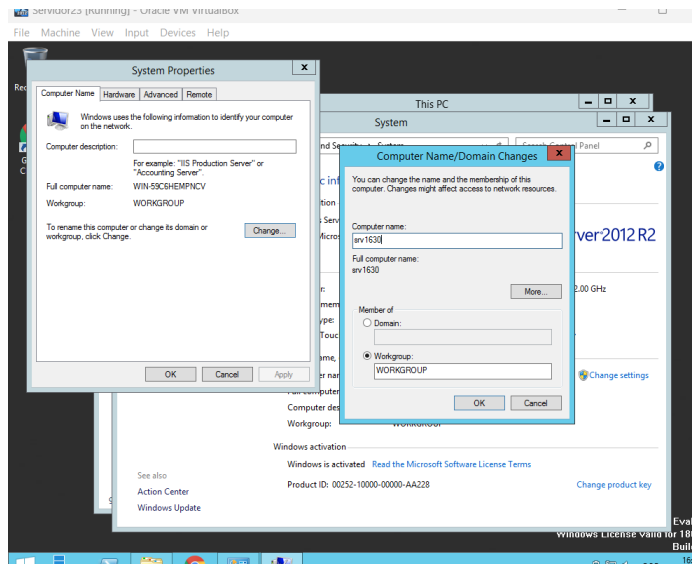 Servidor23 [Running] - Oracle VM VirtualBox
File Machine View Input Devices Help
System Properties
Computer Name Hardware Advanced Remote
Windows uses the following information to identify your computer
on the network.
Computer description:
For example: "IIS Production Server" or
"Accounting Server".
Full computer name: WIN-59C6HEMPNCV
Workgroup: WORKGROUP
To rename this computer or change its domain or
workgroup, click Change.
Change...
OK Cancel Apply
This PC
System
Computer Name/Domain Changes
You can change the name and the membership of this
computer. Changes might affect access to network resources.
Computer name:
srv1630
Full computer name:
srv1630
More...
Member of
Domain:
Workgroup:
WORKGROUP
OK Cancel
Control Panel
ver 2012 R2
2.00 GHz
Change settings
Computer des
Workgroup: WORKGROUP
Windows activation
Windows is activated Read the Microsoft Software License Terms
Product ID: 00252-10000-00000-AA228
Change product key
See also
Action Center
Windows Update
Windows License valid for 18
Buil